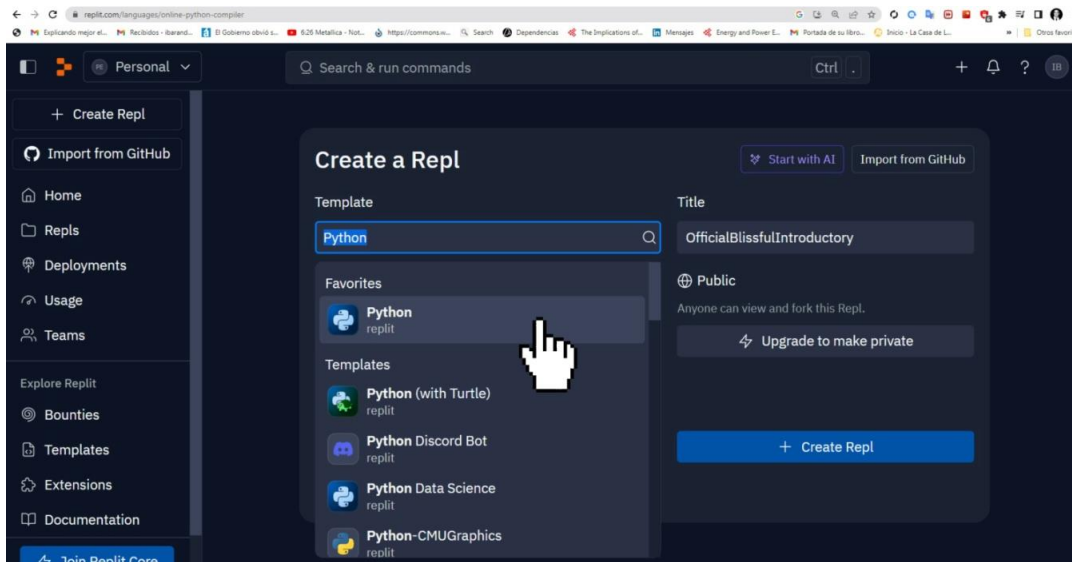 replit.com/languages/online-python-compiler
Explicando mejor el...
Recibidos - ibarand...
El Gobierno obvió s...
6:26 Metallica - Not...
https://commons.w...
Search
Dependencias
The Implications of...
Mensajes
Energy and Power E...
Portada de su libro...
Inicio - La Casa de L...
»
Otros favori
PE Personal
Search & run commands
Ctrl .
+
?
IB
+ Create Repl
Import from GitHub
Home
Repls
Deployments
Usage
Teams
Explore Replit
Bounties
Templates
Extensions
Documentation
Join Replit Core
Create a Repl
Start with AI
Import from GitHub
Template
Python
Favorites
Python
replit
Templates
Python (with Turtle)
replit
Python Discord Bot
replit
Python Data Science
replit
Python-CMUGraphics
replit
Title
OfficialBlissfulIntroductory
Public
Anyone can view and fork this Repl.
Upgrade to make private
+ Create Repl